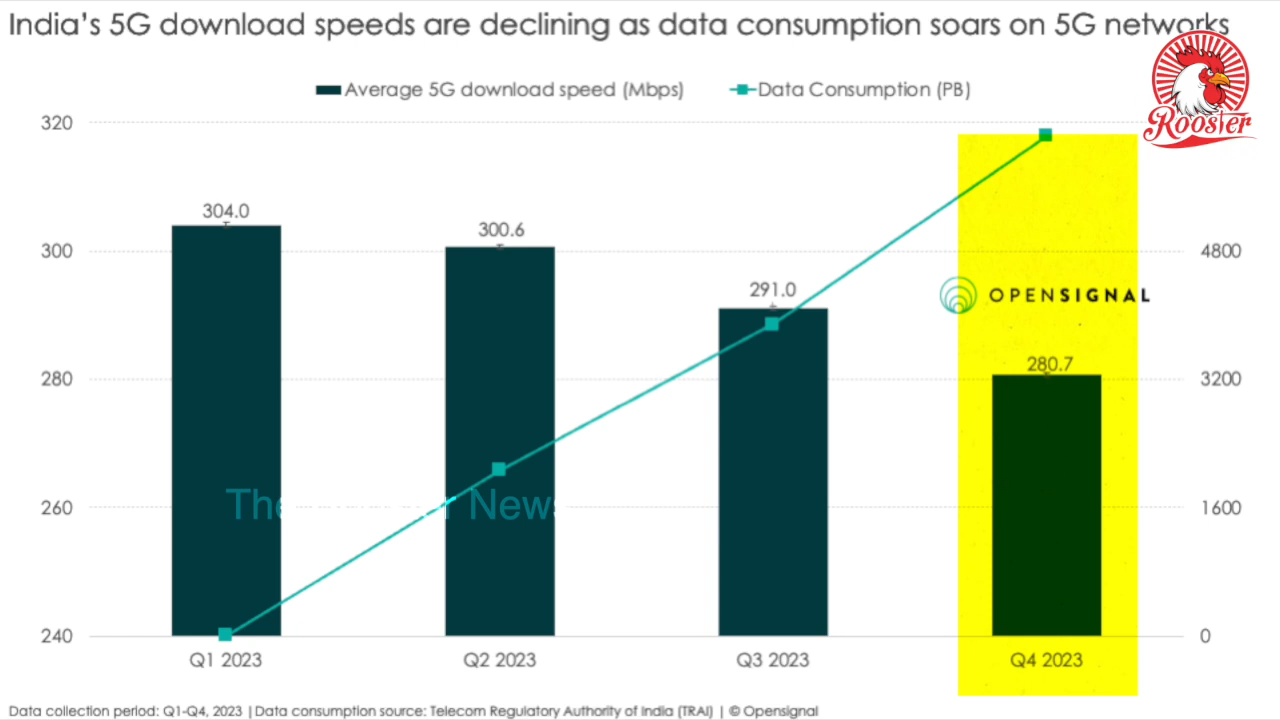 India's 5G download speeds are declining as data consumption soars on 5G networks
Rooster
Average 5G download speed (Mbps) Data Consumption (PB)
320
304.0
300.6
300
4800
291.0
OPENSIGNAL
280.7
280
3200
The News
260
1600
240
0
Q1 2023 Q2 2023 Q3 2023 Q4 2023
Data collection period: Q1-Q4, 2023 | Data consumption source: Telecom Regulatory Authority of India (TRAI) | © Opensignal